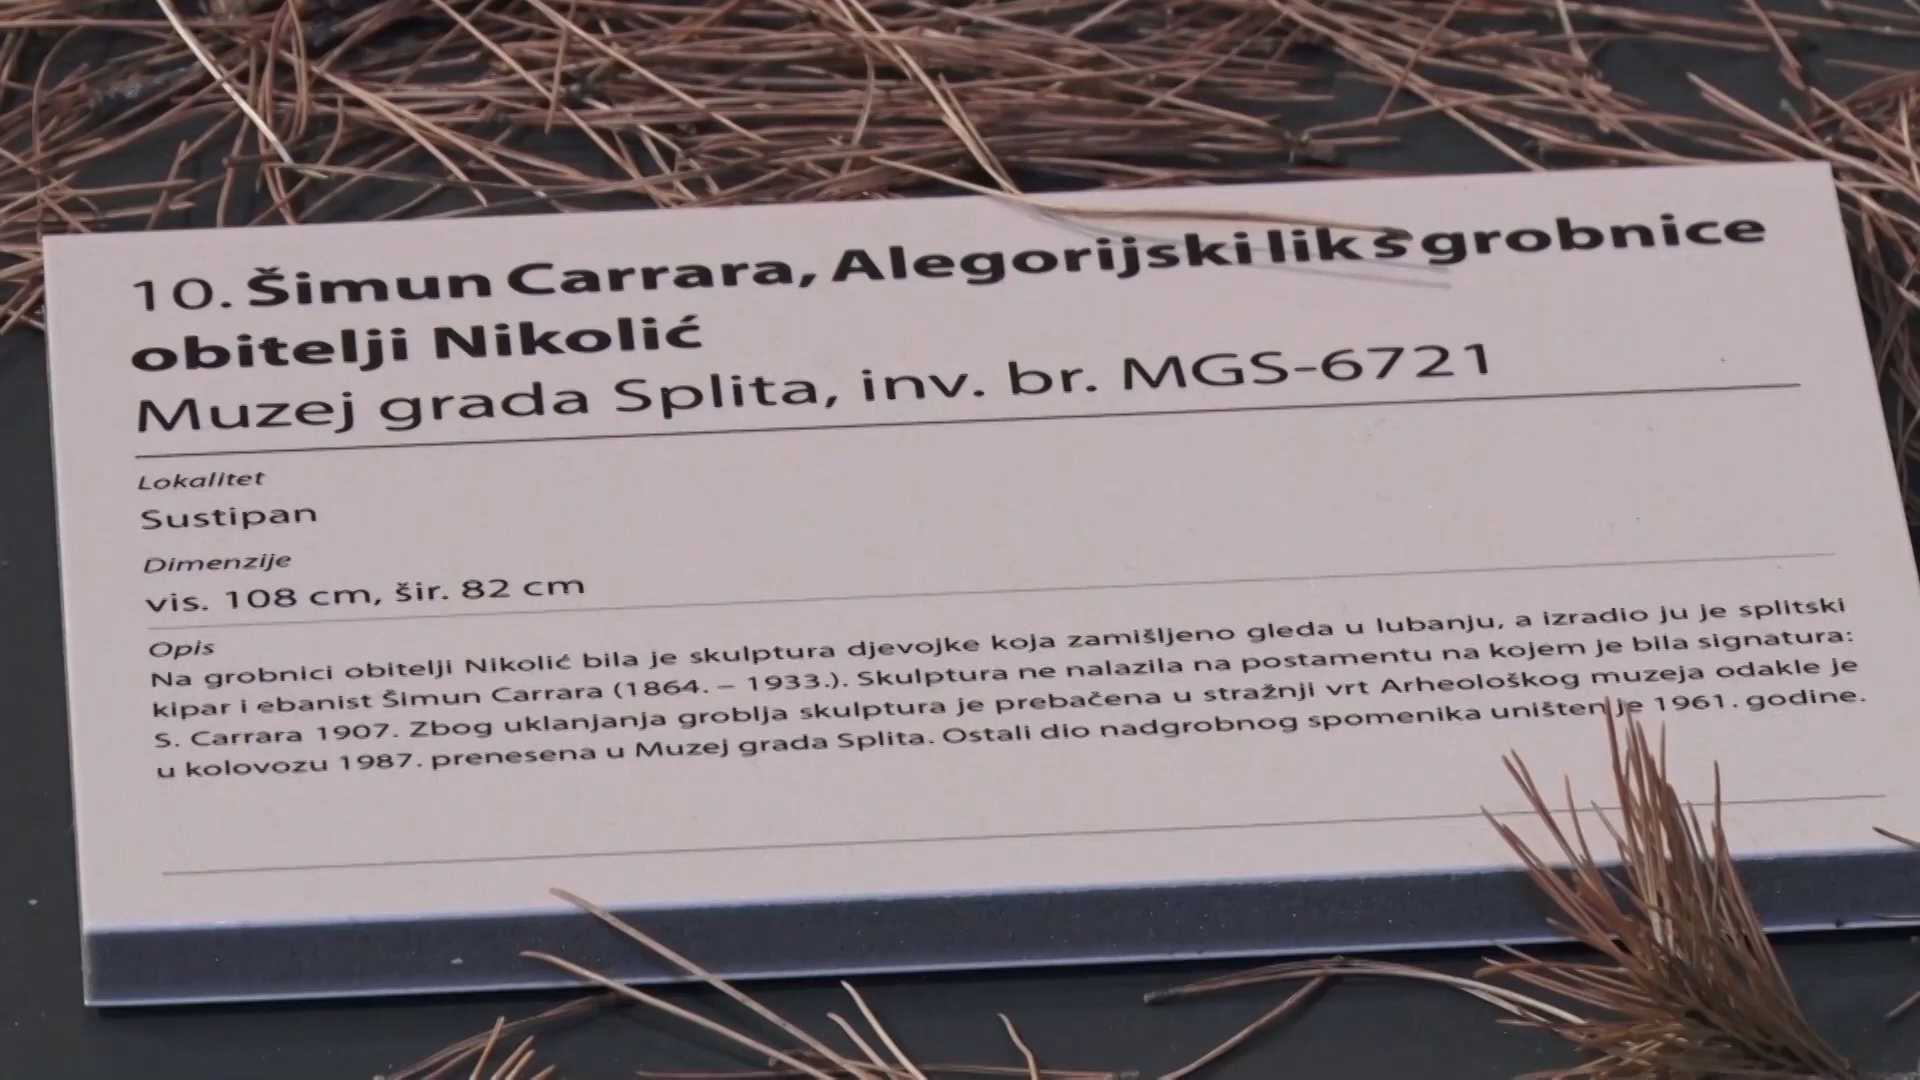 10. Šimun Carrara, Alegorijski lik s grobnice
obitelji Nikolić
Muzej grada Splita, inv. br. MGS-6721
Lokalitet
Sustipan
Dimenzije
vis. 108 cm, šir. 82 cm
Opis
Na grobnici obitelji Nikolić bila je skulptura djevojke koja zamišljeno gleda u lubanju, a izradio ju je splitski
kipar i ebanist Šimun Carrara (1864. – 1933.). Skulptura ne nalazila na postamentu na kojem je bila signatura:
S. Carrara 1907. Zbog uklanjanja groblja skulptura je prebačena u stražnji vrt Arheološkog muzeja odakle je
u kolovozu 1987. prenesena u Muzej grada Splita. Ostali dio nadgrobnog spomenika uništen je 1961. godine.